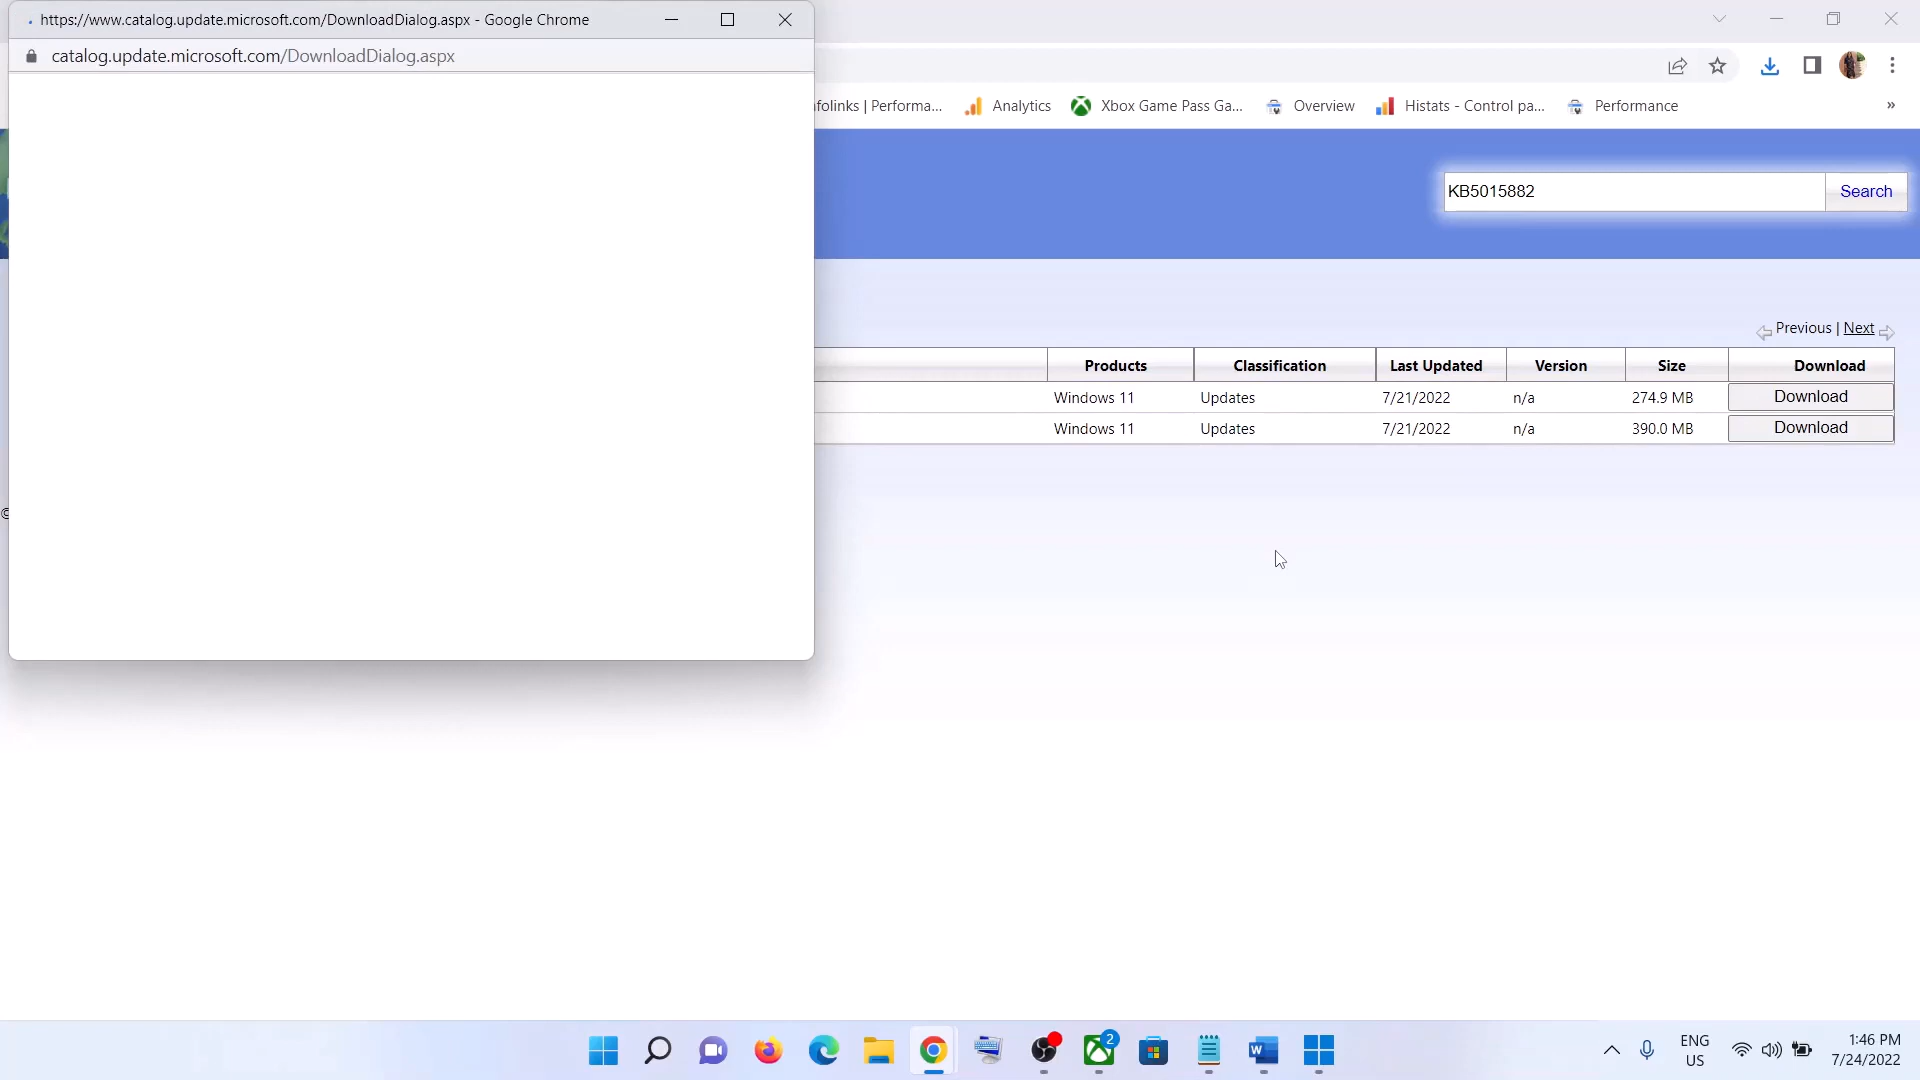 https://www.catalog.update.microsoft.com/DownloadDialog.aspx - Google Chrome
catalog.update.microsoft.com/DownloadDialog.aspx
nfolinks | Performa...
Analytics
Xbox Game Pass Ga...
Overview
Histats - Control pa...
Performance
»
KB5015882
Search
Previous | Next
Products Classification Last Updated Version Size Download
Windows 11 Updates 7/21/2022 n/a 274.9 MB Download
Windows 11 Updates 7/21/2022 n/a 390.0 MB Download
©
2
ENG
US
1:46 PM
7/24/2022